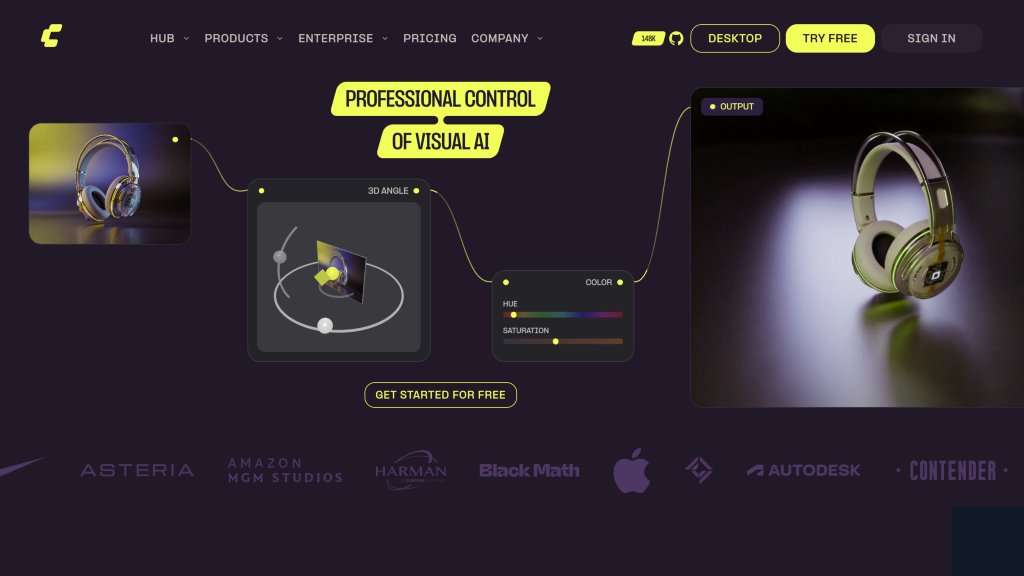 HUB
PRODUCTS
ENTERPRISE
PRICING
COMPANY
149K
DESKTOP
TRY FREE
SIGN IN
PROFESSIONAL CONTROL
OF VISUAL AI
OUTPUT
3D ANGLE
COLOR
HUE
SATURATION
GET STARTED FOR FREE
ASTERIA
AMAZON
MGM STUDIOS
HARMAN
Black Math
AUTODESK
CONTENDER